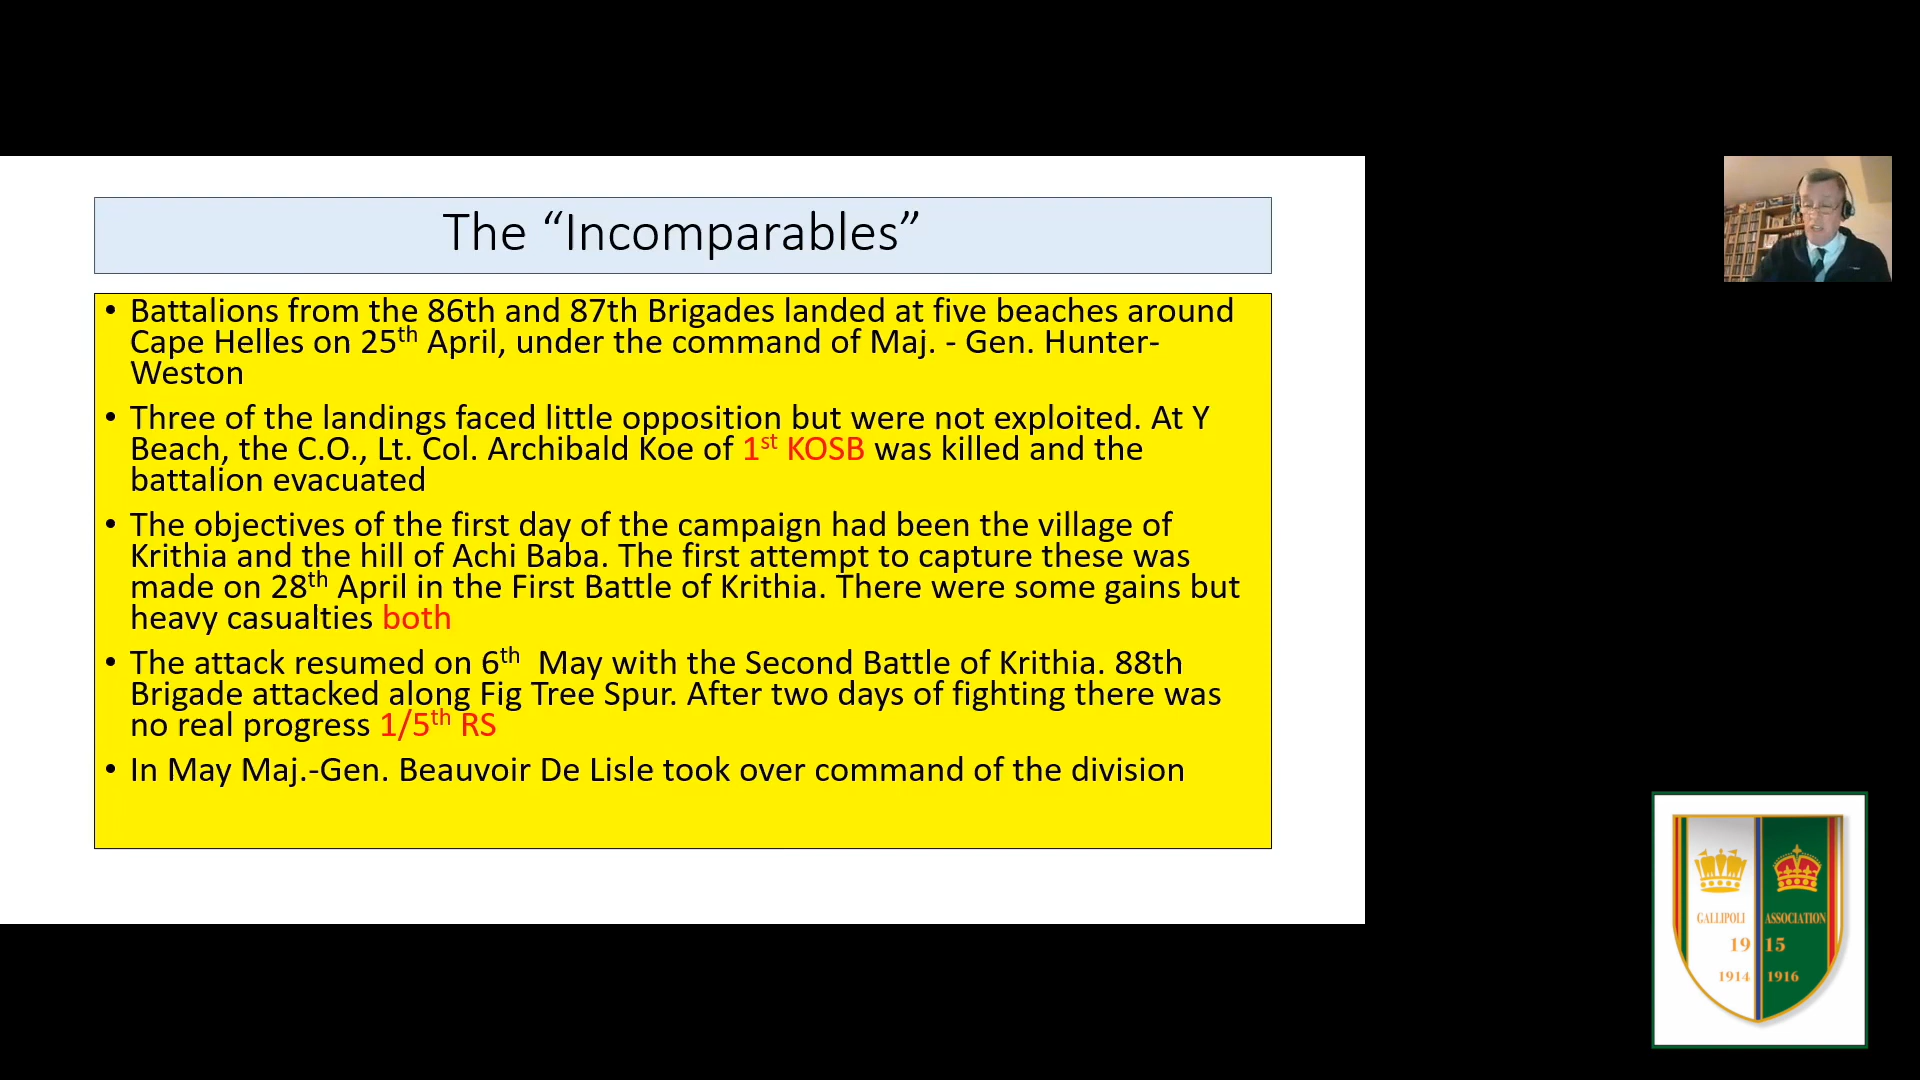 The “Incomparables”
• Battalions from the 86th and 87th Brigades landed at five beaches around
Cape Helles on 25th April, under the command of Maj. - Gen. Hunter-
Weston
• Three of the landings faced little opposition but were not exploited. At Y
Beach, the C.O., Lt. Col. Archibald Koe of 1st KOSB was killed and the
battalion evacuated
• The objectives of the first day of the campaign had been the village of
Krithia and the hill of Achi Baba. The first attempt to capture these was
made on 28th April in the First Battle of Krithia. There were some gains but
heavy casualties both
• The attack resumed on 6th  May with the Second Battle of Krithia. 88th
Brigade attacked along Fig Tree Spur. After two days of fighting there was
no real progress 1/5th RS
• In May Maj.-Gen. Beauvoir De Lisle took over command of the division
GALLIPOLI ASSOCIATION
19 15
1914 1916